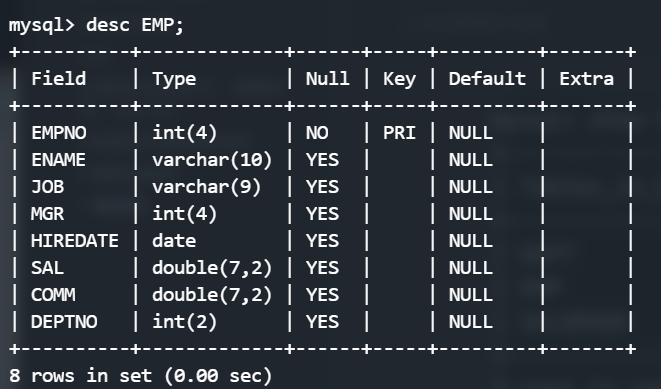 mysql> desc EMP;
+----------+-------------+------+-----+---------+-------+
| Field    | Type        | Null | Key | Default | Extra |
+----------+-------------+------+-----+---------+-------+
| EMPNO    | int(4)      | NO   | PRI | NULL    |       |
| ENAME    | varchar(10) | YES  |     | NULL    |       |
| JOB      | varchar(9)  | YES  |     | NULL    |       |
| MGR      | int(4)      | YES  |     | NULL    |       |
| HIREDATE | date        | YES  |     | NULL    |       |
| SAL      | double(7,2) | YES  |     | NULL    |       |
| COMM     | double(7,2) | YES  |     | NULL    |       |
| DEPTNO   | int(2)      | YES  |     | NULL    |       |
+----------+-------------+------+-----+---------+-------+
8 rows in set (0.00 sec)